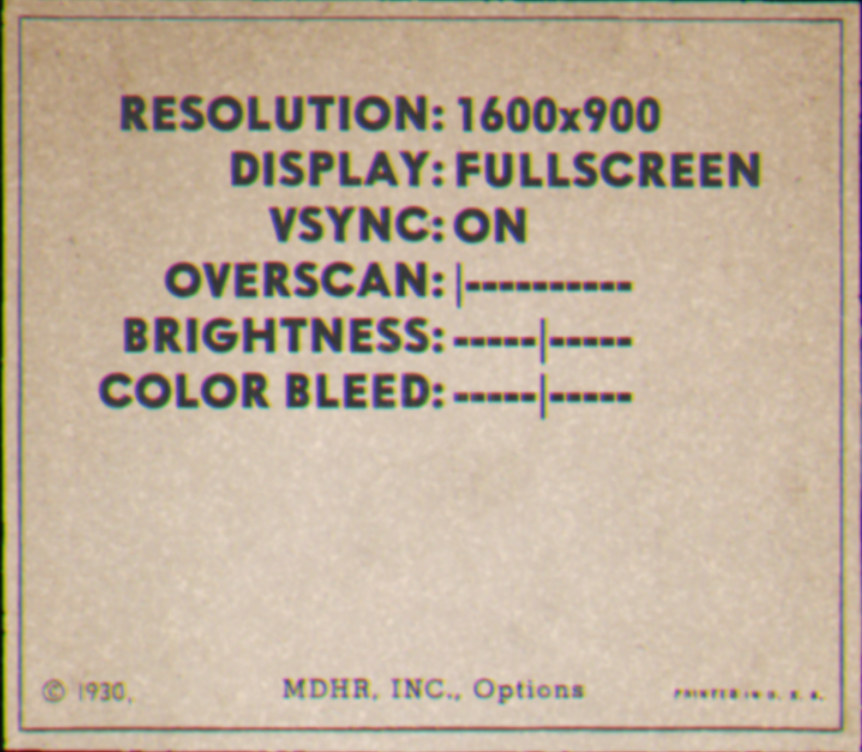 RESOLUTION: 1600x900
DISPLAY: FULLSCREEN
VSYNC: ON
OVERSCAN: |----------
BRIGHTNESS: -----|-----
COLOR BLEED: -----|-----
© 1930, MDHR, INC., Options PRINTED IN U. S. A.